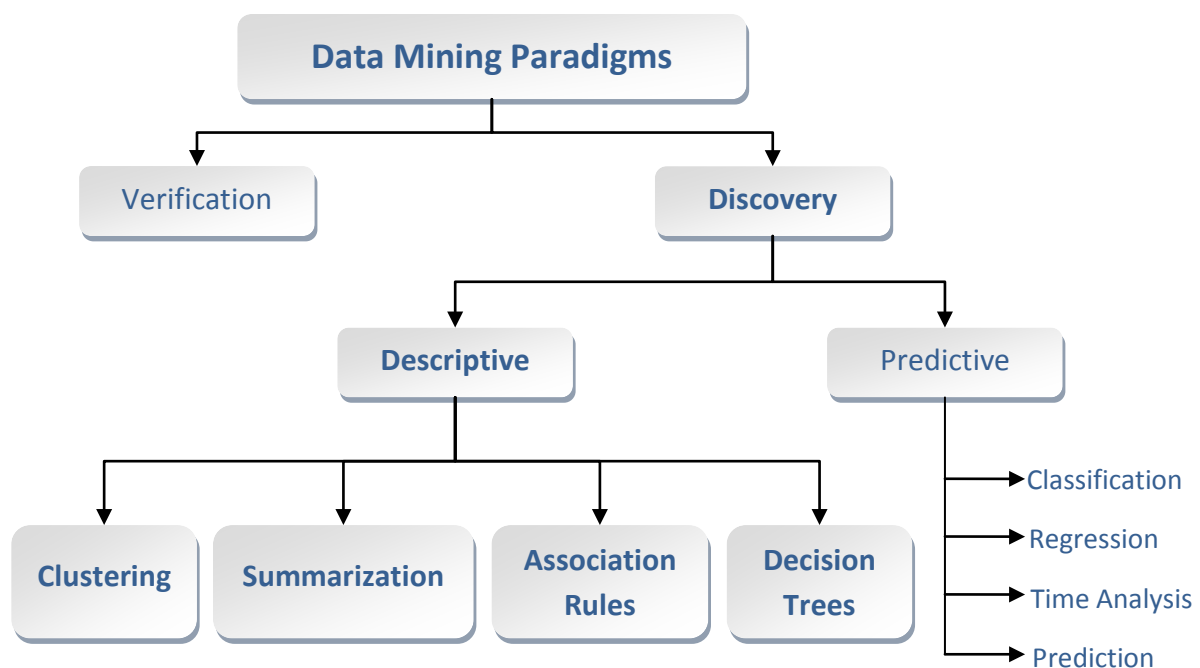 Data Mining Paradigms
Verification
Discovery
Descriptive
Predictive
Clustering
Summarization
Association
Rules
Decision
Trees
Classification
Regression
Time Analysis
Prediction